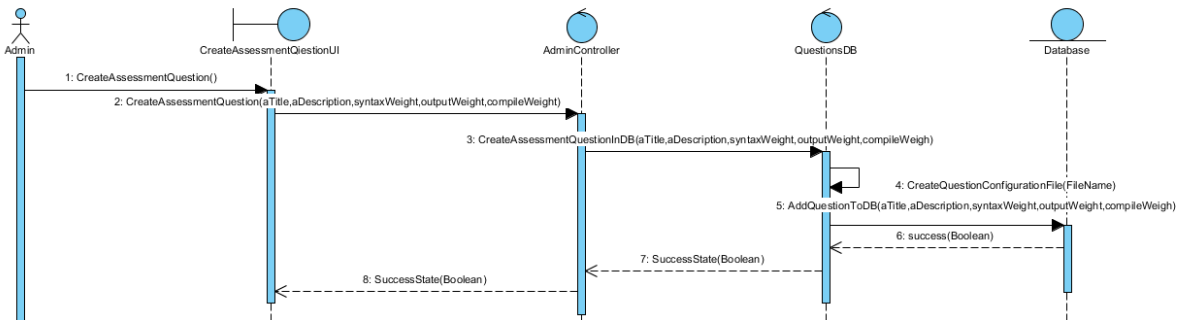 Admin
CreateAssessmentQiestionUI
AdminController
QuestionsDB
Database
1: CreateAssessmentQuestion()
2: CreateAssessmentQuestion(aTitle,aDescription,syntaxWeight,outputWeight,compileWeight)
3: CreateAssessmentQuestionInDB(aTitle,aDescription,syntaxWeight,outputWeight,compileWeigh)
4: CreateQuestionConfigurationFile(FileName)
5: AddQuestionToDB(aTitle,aDescription,syntaxWeight,outputWeight,compileWeight)
6: success(Boolean)
7: SuccessState(Boolean)
8: SuccessState(Boolean)